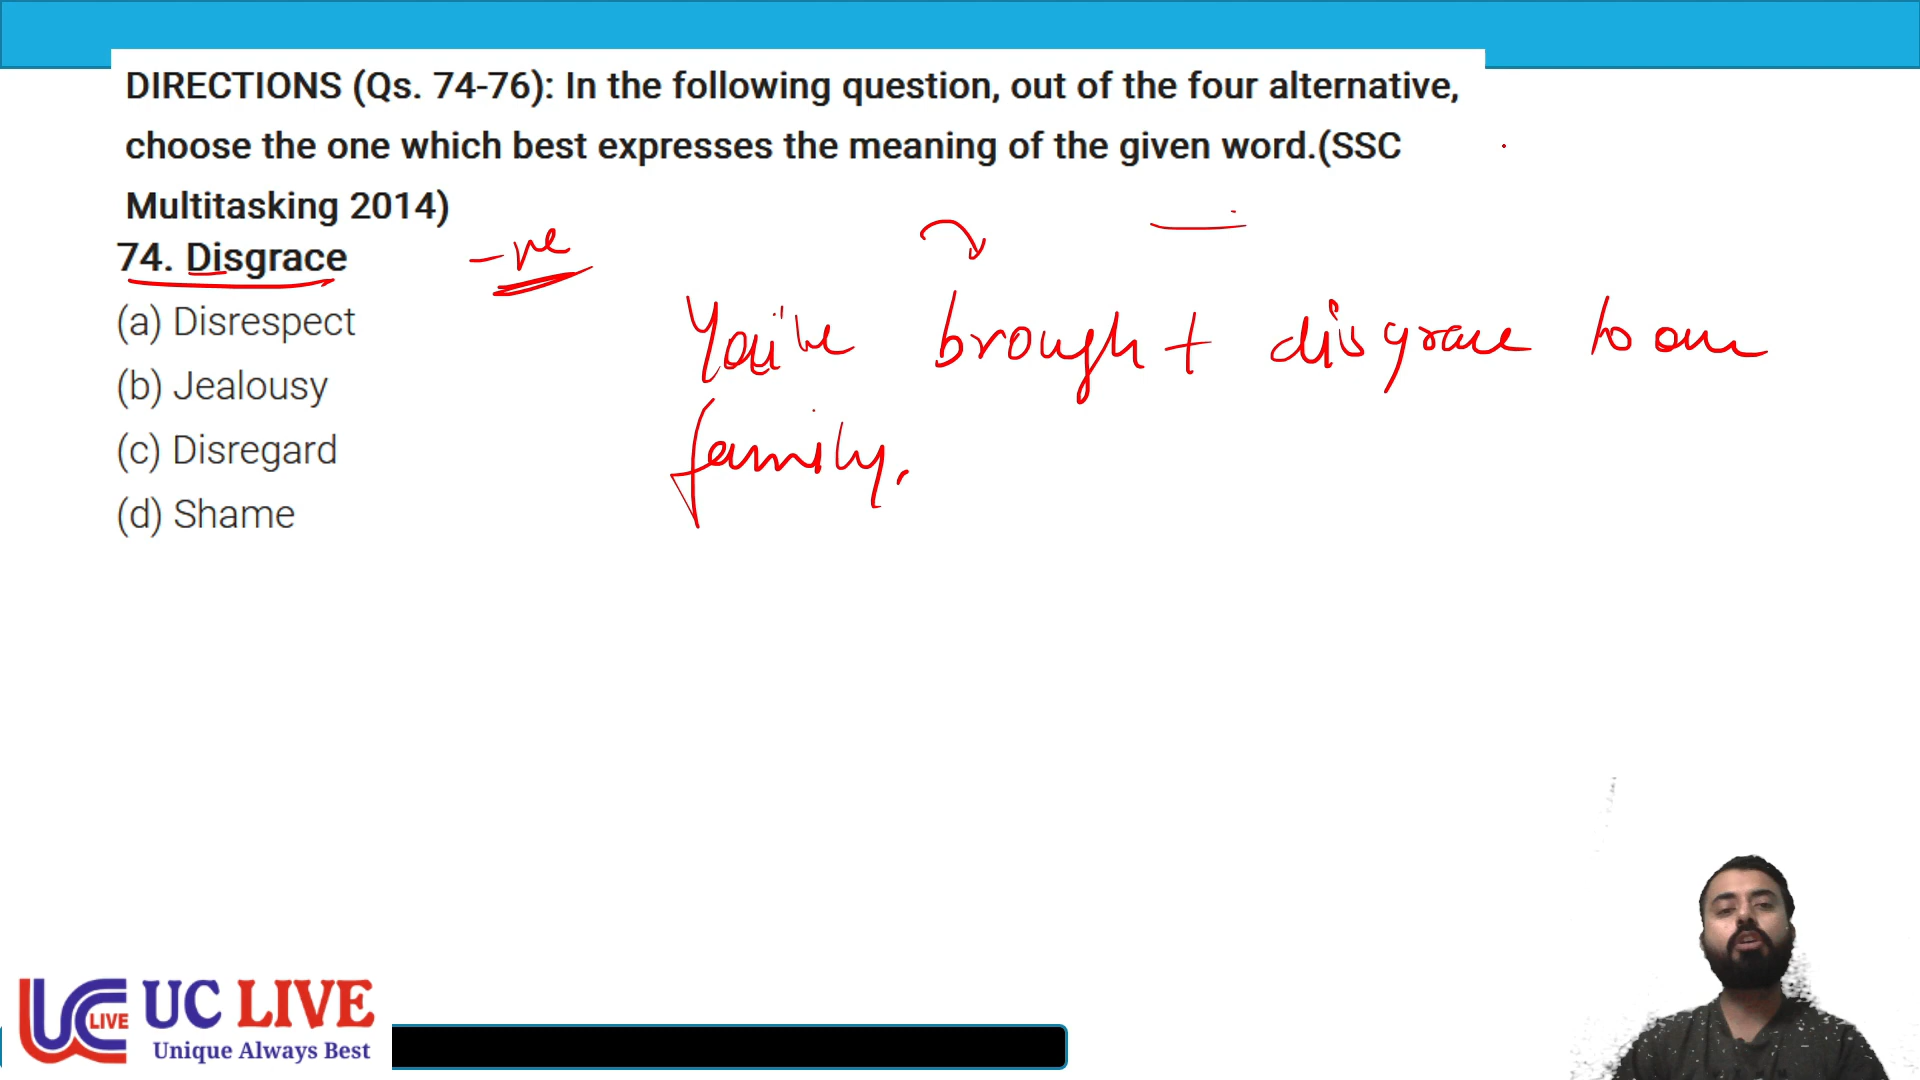 DIRECTIONS (Qs. 74-76): In the following question, out of the four alternative,
choose the one which best expresses the meaning of the given word.(SSC
Multitasking 2014)
74. Disgrace
-ve
(a) Disrespect
(b) Jealousy
(c) Disregard
(d) Shame
You've brought disgrace to our
family.
LIVE
UC LIVE
Unique Always Best